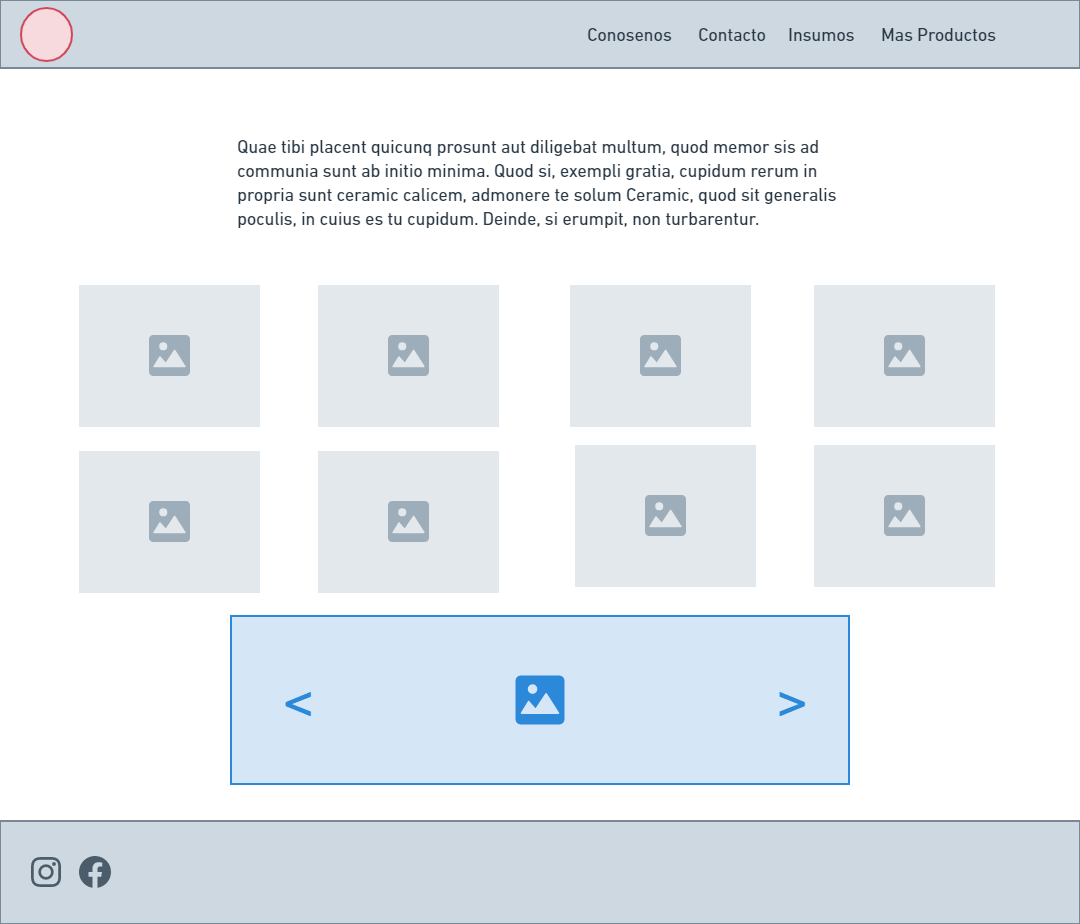 Conosenos Contacto Insumos Mas Productos
Quae tibi placent quicunq prosunt aut diligebat multum, quod memor sis ad
communia sunt ab initio minima. Quod si, exempli gratia, cupidum rerum in
propria sunt ceramic calicem, admonere te solum Ceramic, quod sit generalis
poculis, in cuius es tu cupidum. Deinde, si erumpit, non turbarentur.
< >